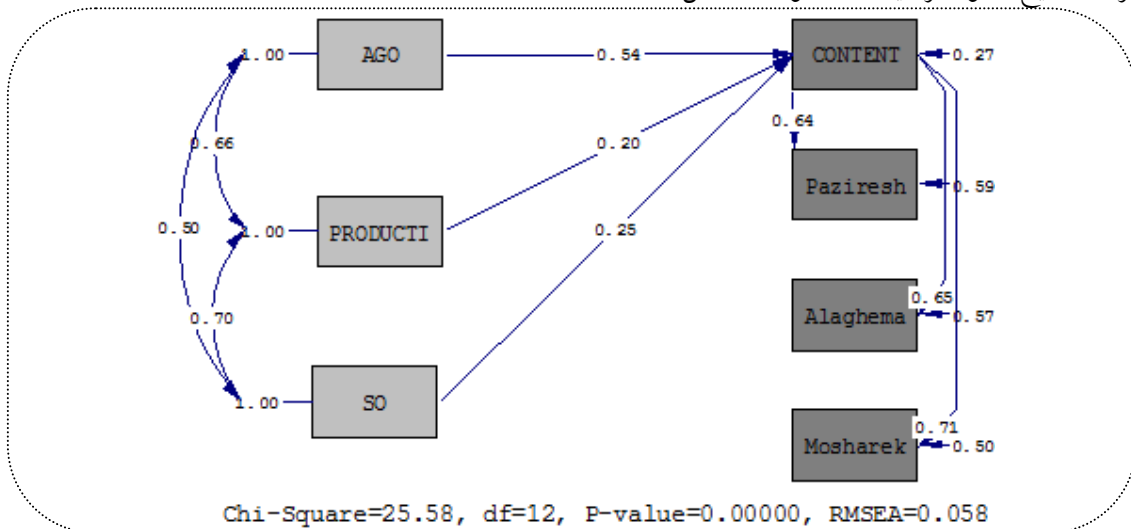 1.00 AGO 0.54 CONTENT 0.27
0.64
0.66
0.20
Paziresh 0.59
0.50 1.00 PRODUCTI 0.25
0.65
0.70 Alaghema 0.57
1.00 SO
0.71
Mosharek 0.50
Chi-Square=25.58, df=12, P-value=0.00000, RMSEA=0.058